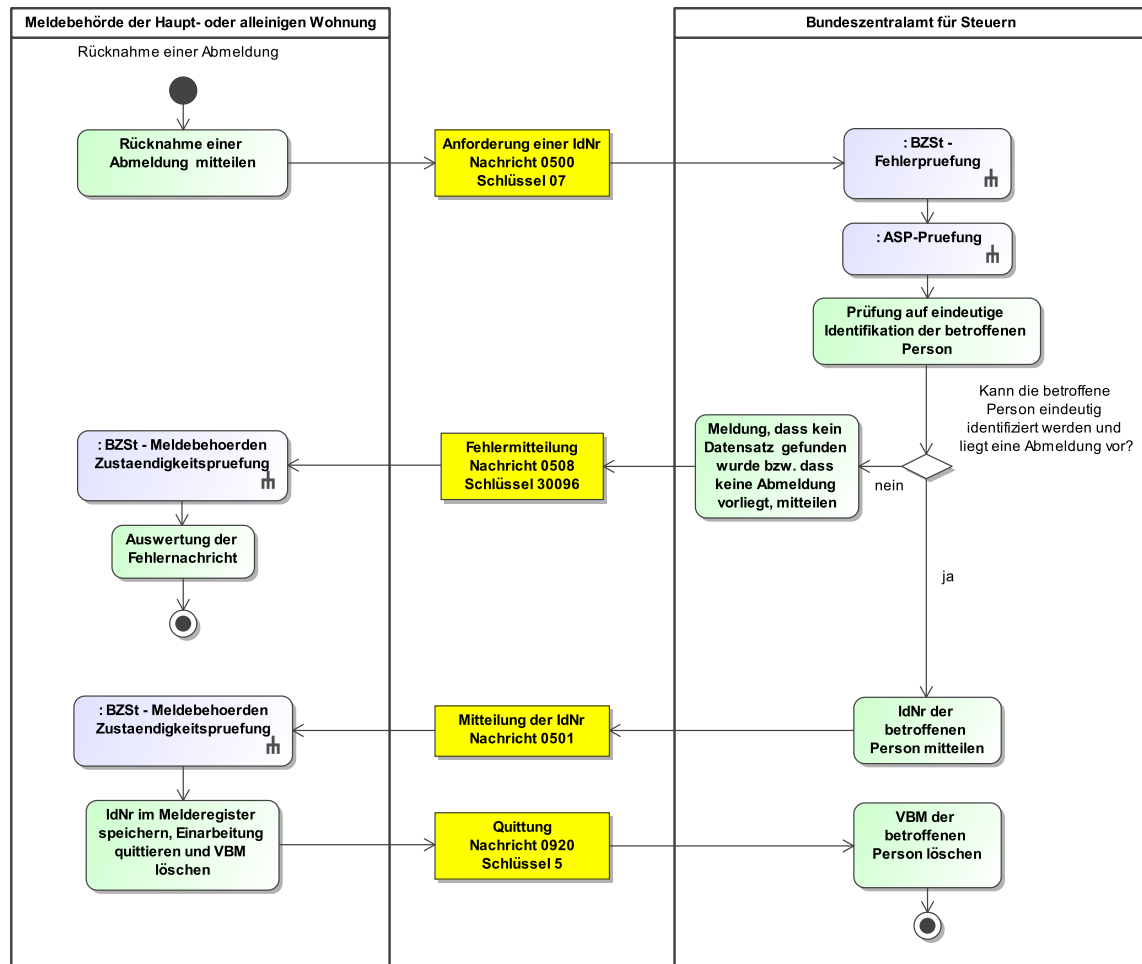 Meldebehörde der Haupt- oder alleinigen Wohnung
Bundeszentralamt für Steuern
Rücknahme einer Abmeldung
Rücknahme einer
Abmeldung mitteilen
Anforderung einer IdNr
Nachricht 0500
Schlüssel 07
: BZSt -
Fehlerpruefung
: ASP-Pruefung
Prüfung auf eindeutige
Identifikation der betroffenen
Person
Kann die betroffene
Person eindeutig
identifiziert werden und
liegt eine Abmeldung vor?
nein
Meldung, dass kein
Datensatz gefunden
wurde bzw. dass
keine Abmeldung
vorliegt, mitteilen
Fehlermitteilung
Nachricht 0508
Schlüssel 30096
: BZSt - Meldebehoerden
Zustaendigkeitspruefung
Auswertung der
Fehlernachricht
ja
IdNr der
betroffenen
Person mitteilen
Mitteilung der IdNr
Nachricht 0501
: BZSt - Meldebehoerden
Zustaendigkeitspruefung
IdNr im Melderegister
speichern, Einarbeitung
quittieren und VBM
löschen
Quittung
Nachricht 0920
Schlüssel 5
VBM der
betroffenen
Person löschen